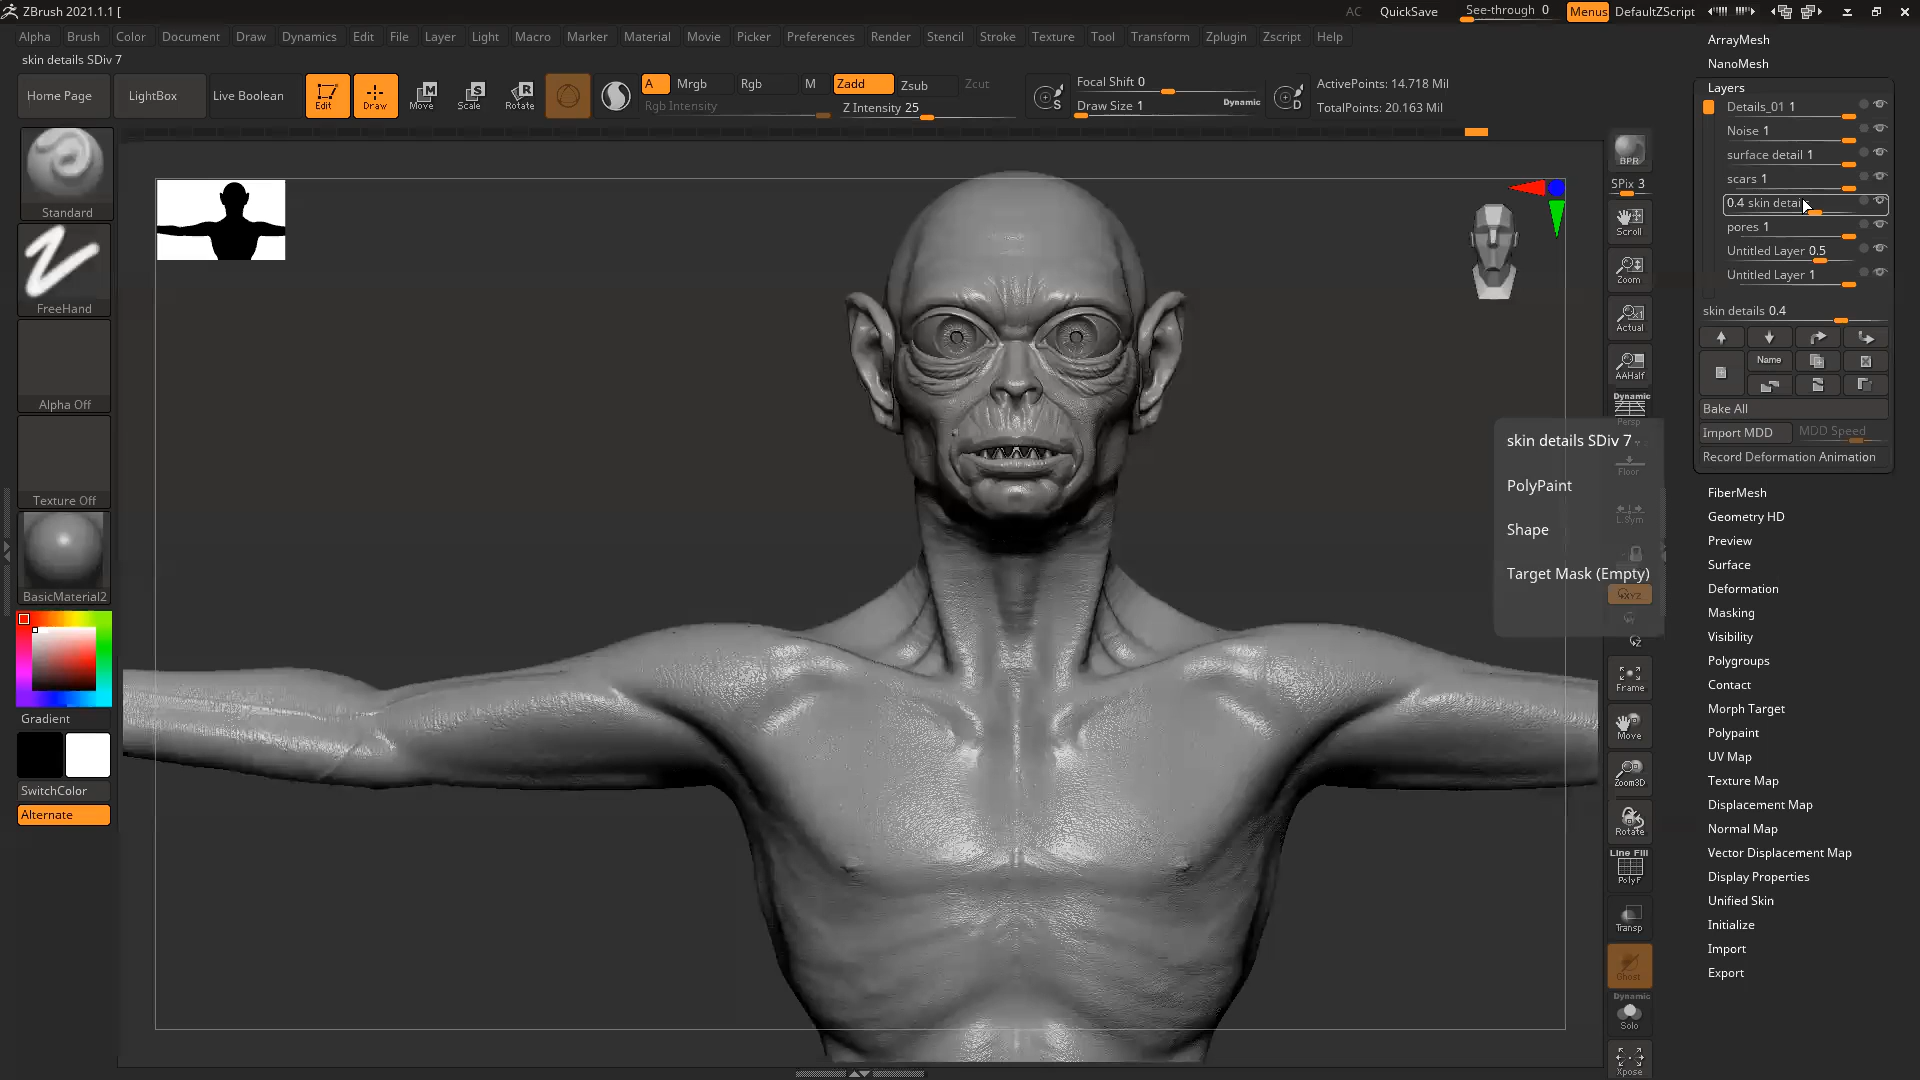 ZBrush 2021.1.1 [
AC QuickSave See-through 0 Menus DefaultZScript
Alpha Brush Color Document Draw Dynamics Edit File Layer Light Macro Marker Material Movie Picker Preferences Render Stencil Stroke Texture Tool Transform Zplugin Zscript Help
skin details SDiv 7
Home Page LightBox Live Boolean Edit Draw Move Scale Rotate
A Mrgb Rgb M Zadd Zsub Zcut
Rgb Intensity Z Intensity 25
Focal Shift 0
Draw Size 1 Dynamic
ActivePoints: 14.718 Mil
TotalPoints: 20.163 Mil
Standard
FreeHand
Alpha Off
Texture Off
BasicMaterial2
Gradient
SwitchColor
Alternate
BPR
SPix 3
Scroll
Zoom
Actual
AAHalf
Dynamic
Persp
Floor
L.Sym
XYZ
Frame
Move
Zoom3D
Rotate
Line Fill
PolyF
Transp
Ghost
Dynamic
Solo
Xpose
skin details SDiv 7
PolyPaint
Shape
Target Mask (Empty)
ArrayMesh
NanoMesh
Layers
Details_01 1
Noise 1
surface detail 1
scars 1
0.4 skin detai
pores 1
Untitled Layer 0.5
Untitled Layer 1
skin details 0.4
Name
Bake All
Import MDD MDD Speed
Record Deformation Animation
FiberMesh
Geometry HD
Preview
Surface
Deformation
Masking
Visibility
Polygroups
Contact
Morph Target
Polypaint
UV Map
Texture Map
Displacement Map
Normal Map
Vector Displacement Map
Display Properties
Unified Skin
Initialize
Import
Export